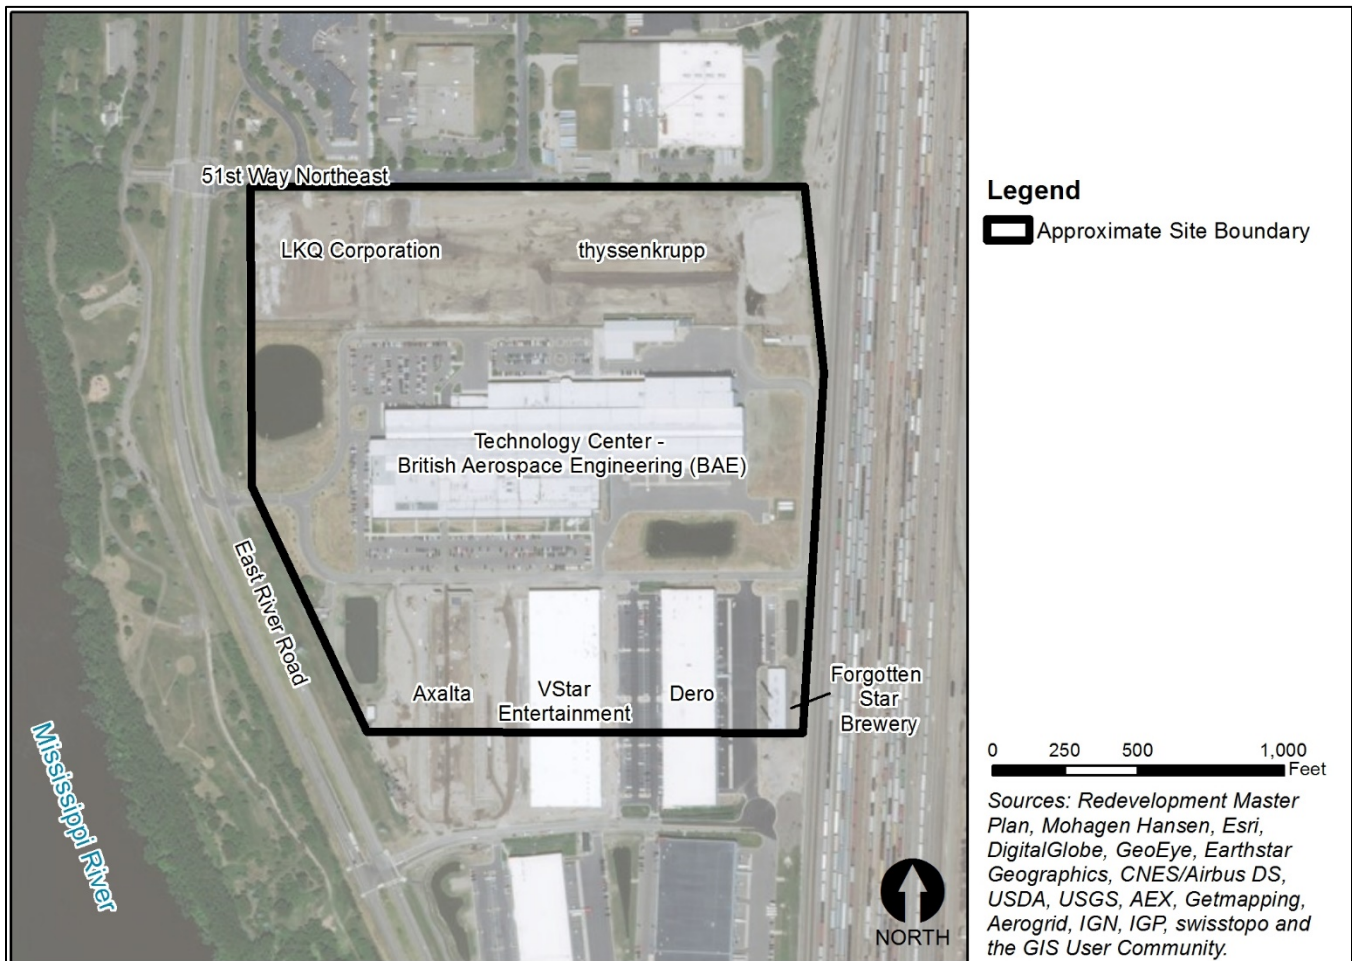 51st Way Northeast
LKQ Corporation
thyssenkrupp
Technology Center -
British Aerospace Engineering (BAE)
East River Road
Axalta
VStar
Entertainment
Dero
Forgotten
Star
Brewery
Mississippi River
NORTH
Legend
Approximate Site Boundary
0 250 500 1,000
Feet
Sources: Redevelopment Master
Plan, Mohagen Hansen, Esri,
DigitalGlobe, GeoEye, Earthstar
Geographics, CNES/Airbus DS,
USDA, USGS, AEX, Getmapping,
Aerogrid, IGN, IGP, swisstopo and
the GIS User Community.